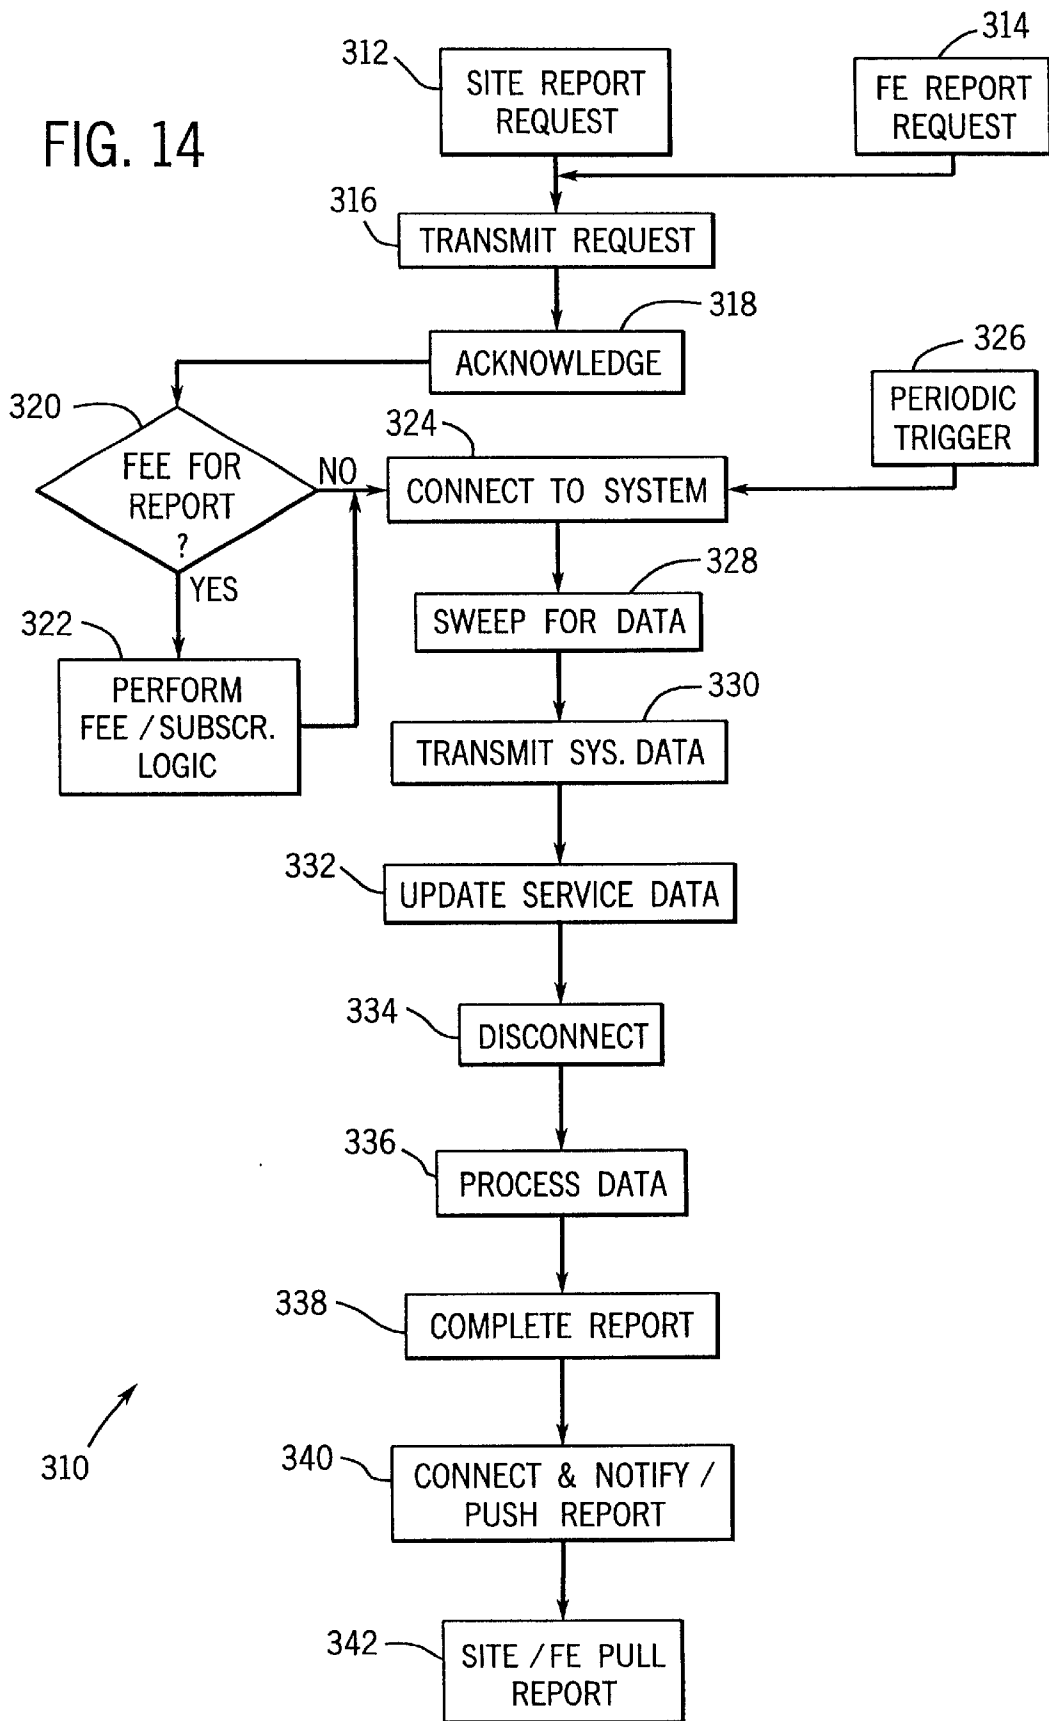 FIG. 14
312
SITE REPORT
REQUEST
314
FE REPORT
REQUEST
316
TRANSMIT REQUEST
318
ACKNOWLEDGE
320
FEE FOR
REPORT
?
NO
YES
322
PERFORM
FEE / SUBSCR.
LOGIC
324
CONNECT TO SYSTEM
326
PERIODIC
TRIGGER
328
SWEEP FOR DATA
330
TRANSMIT SYS. DATA
332
UPDATE SERVICE DATA
334
DISCONNECT
336
PROCESS DATA
338
COMPLETE REPORT
310
340
CONNECT & NOTIFY /
PUSH REPORT
342
SITE / FE PULL
REPORT